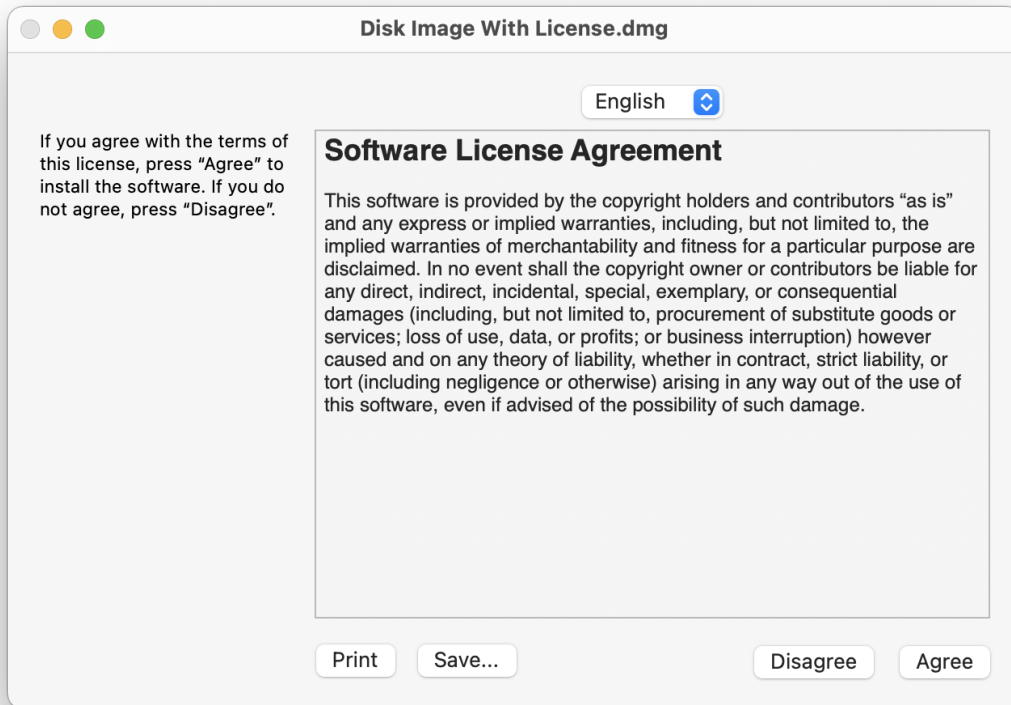 Disk Image With License.dmg
English
If you agree with the terms of
this license, press “Agree” to
install the software. If you do
not agree, press “Disagree”.
Software License Agreement
This software is provided by the copyright holders and contributors “as is”
and any express or implied warranties, including, but not limited to, the
implied warranties of merchantability and fitness for a particular purpose are
disclaimed. In no event shall the copyright owner or contributors be liable for
any direct, indirect, incidental, special, exemplary, or consequential
damages (including, but not limited to, procurement of substitute goods or
services; loss of use, data, or profits; or business interruption) however
caused and on any theory of liability, whether in contract, strict liability, or
tort (including negligence or otherwise) arising in any way out of the use of
this software, even if advised of the possibility of such damage.
Print
Save...
Disagree
Agree